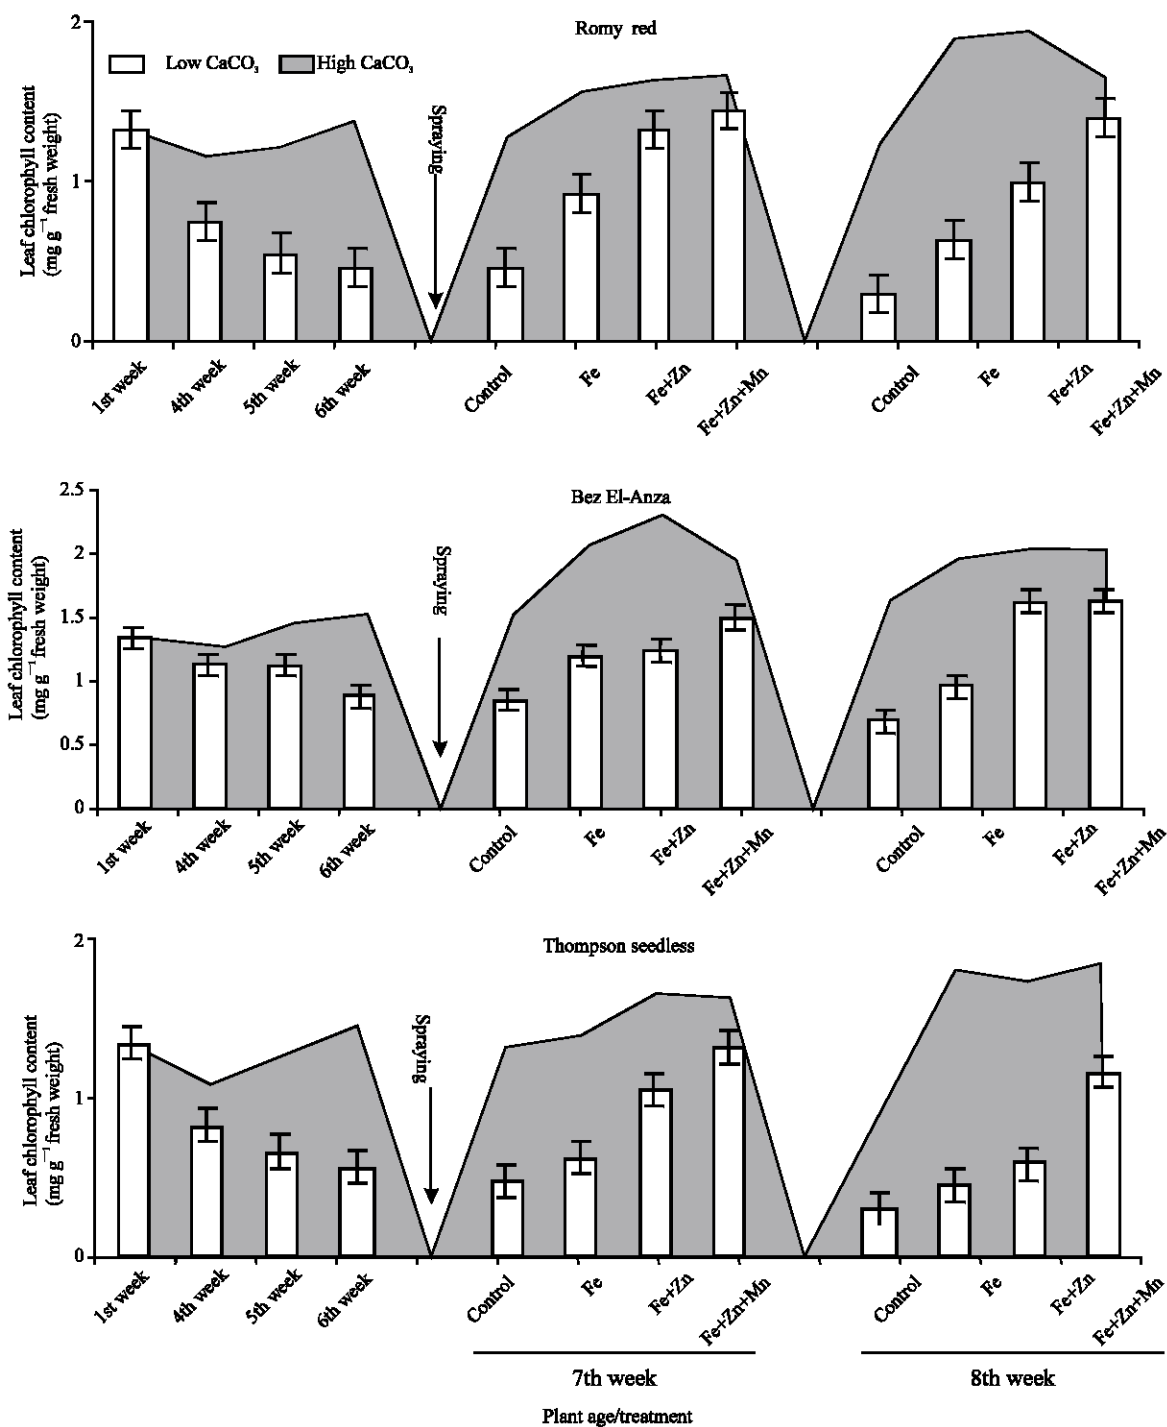 Romy red
Low CaCO₃ High CaCO₃
Leaf chlorophyll content
(mg g⁻¹ fresh weight)
2
1
0
Spraying
1st week 4th week 5th week 6th week Control Fe Fe+Zn Fe+Zn+Mn Control Fe Fe+Zn Fe+Zn+Mn
Bez El-Anza
Leaf chlorophyll content
(mg g⁻¹ fresh weight)
2.5
2
1.5
1
0.5
0
Spraying
1st week 4th week 5th week 6th week Control Fe Fe+Zn Fe+Zn+Mn Control Fe Fe+Zn Fe+Zn+Mn
Thompson seedless
Leaf chlorophyll content
(mg g⁻¹ fresh weight)
2
1
0
Spraying
1st week 4th week 5th week 6th week Control Fe Fe+Zn Fe+Zn+Mn Control Fe Fe+Zn Fe+Zn+Mn
7th week 8th week
Plant age/treatment